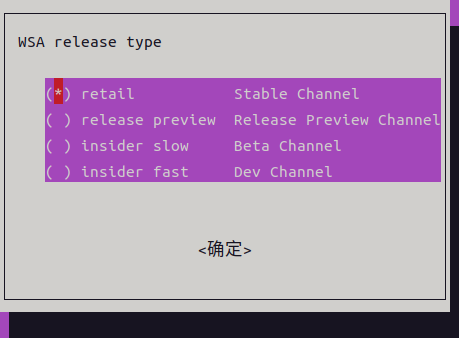 WSA release type
(*) retail Stable Channel
( ) release preview Release Preview Channel
( ) insider slow Beta Channel
( ) insider fast Dev Channel
<确定>